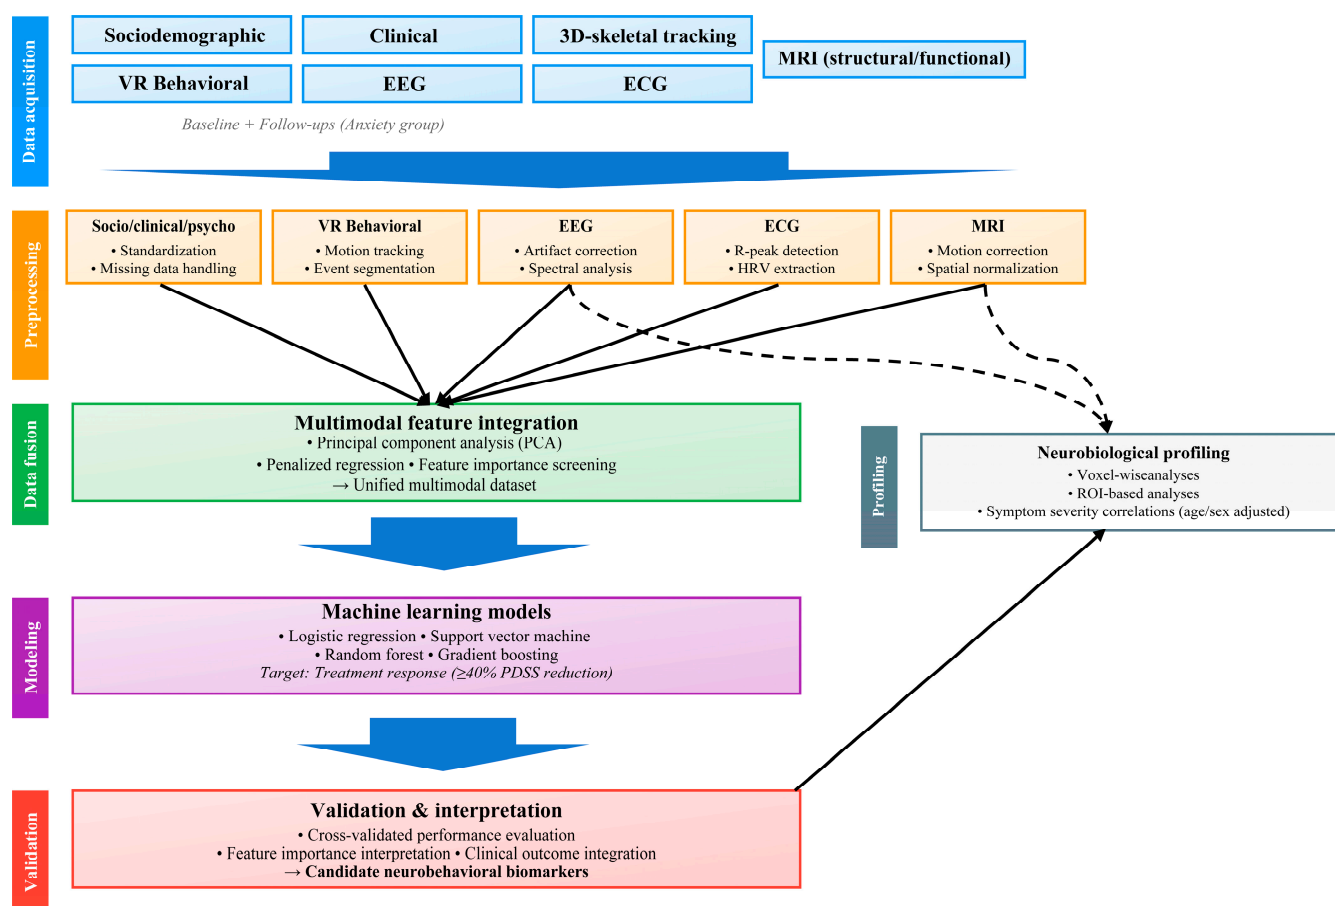 Data acquisition
Sociodemographic
Clinical
3D-skeletal tracking
MRI (structural/functional)
VR Behavioral
EEG
ECG
Baseline + Follow-ups (Anxiety group)
Preprocessing
Socio/clinical/psycho
• Standardization
• Missing data handling
VR Behavioral
• Motion tracking
• Event segmentation
EEG
• Artifact correction
• Spectral analysis
ECG
• R-peak detection
• HRV extraction
MRI
• Motion correction
• Spatial normalization
Data fusion
Multimodal feature integration
• Principal component analysis (PCA)
• Penalized regression • Feature importance screening
→ Unified multimodal dataset
Profiling
Neurobiological profiling
• Voxel-wiseanalyses
• ROI-based analyses
• Symptom severity correlations (age/sex adjusted)
Modeling
Machine learning models
• Logistic regression • Support vector machine
• Random forest • Gradient boosting
Target: Treatment response (≥40% PDSS reduction)
Validation
Validation & interpretation
• Cross-validated performance evaluation
• Feature importance interpretation • Clinical outcome integration
→ Candidate neurobehavioral biomarkers